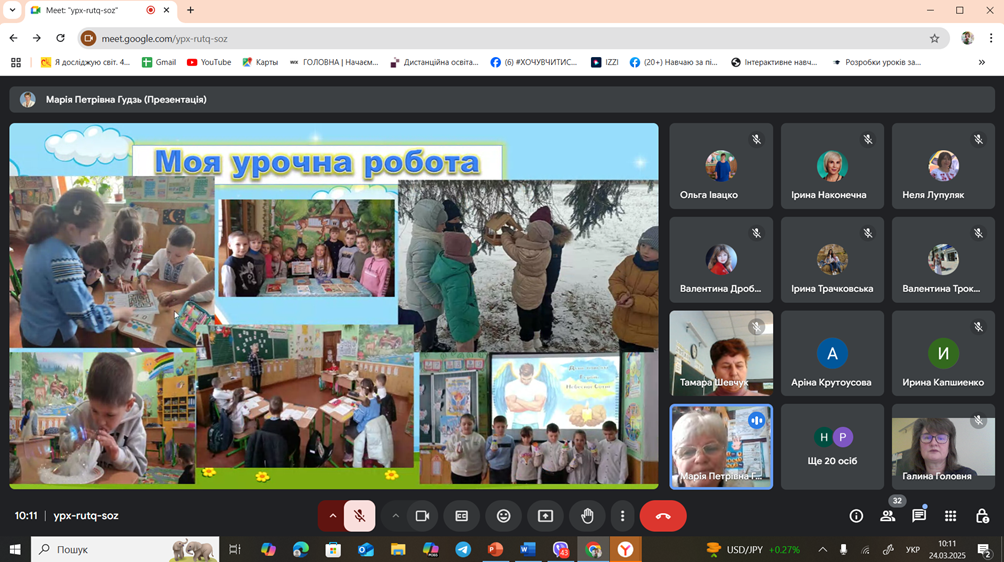 Meet: "ypx-rutq-soz"
meet.google.com/ypx-rutq-soz
Я досліджую світ. 4...
Gmail
YouTube
Карты
ГОЛОВНА | Начаєм...
Дистанційна освіта...
(6) #ХОЧУВЧИТИС...
IZZI
(20+) Навчаю за пі...
Інтерактивне навч...
Розробки уроків за...
Марія Петрівна Гудзь (Презентація)
Моя урочна робота
Ольга Івацко
Ірина Наконечна
Неля Лупуляк
Валентина Дроб...
Ірина Трачковська
Валентина Трок...
Тамара Шевчук
А
Аріна Крутоусова
И
Ирина Капшиенко
Марія Петрівна Г...
Н
Р
Ще 20 осіб
Галина Головня
10:11
ypx-rutq-soz
32
Пошук
43
USD/JPY +0.27%
УКР
10:11
24.03.2025
2